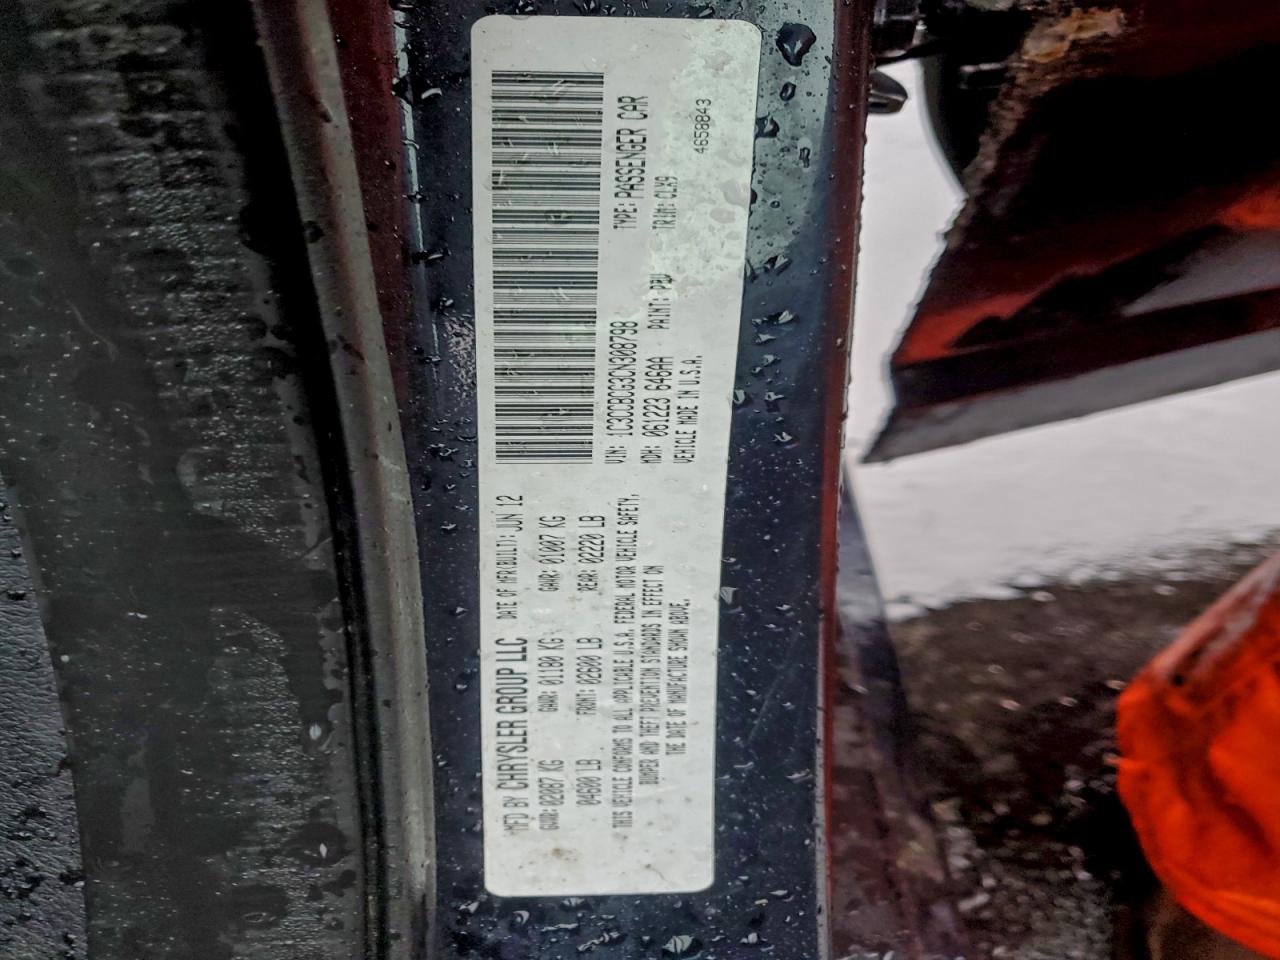 MFD BY CHRYSLER GROUP LLC DATE OF MFR(BUILT): JUN 12
GVWR: 02087 KG GAWR: 01180 KG GAWR: 01007 KG
04600 LB FRONT: 02600 LB REAR: 02220 LB
THIS VEHICLE CONFORMS TO ALL APPLICABLE U.S.A. FEDERAL MOTOR VEHICLE SAFETY,
BUMPER AND THEFT PREVENTION STANDARDS IN EFFECT ON
THE DATE OF MANUFACTURE SHOWN ABOVE.
VIN: 1C3CCBCG3CN308798 TYPE: PASSENGER CAR
MDH: 061223 646AA PAINT: PBV TRIM: CLX9
VEHICLE MADE IN U.S.A.
4658843